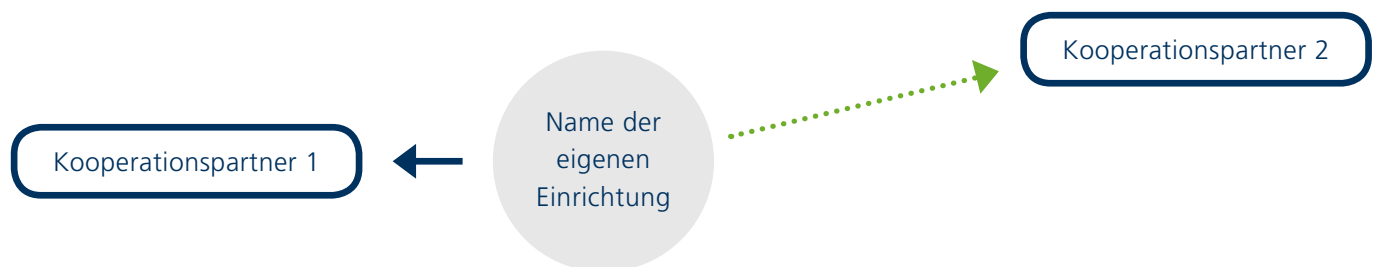 Kooperationspartner 2
Name der
eigenen
Einrichtung
Kooperationspartner 1